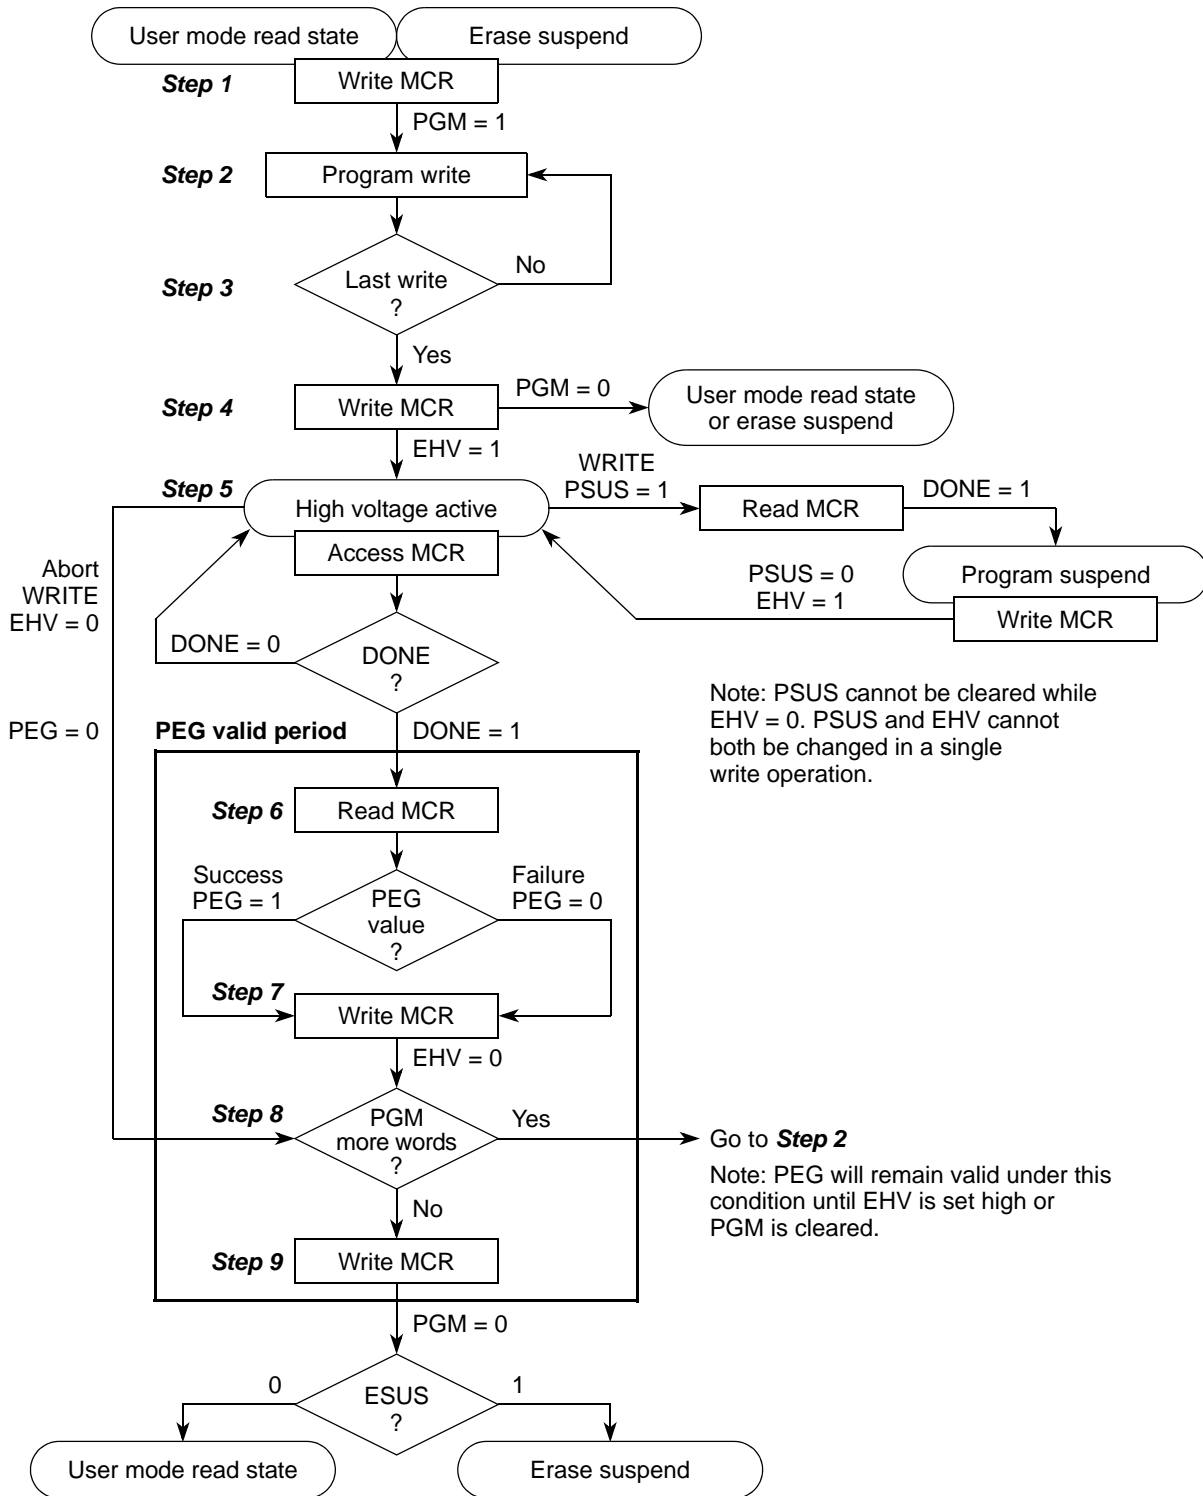 User mode read state
Erase suspend
Step 1
Write MCR
PGM = 1
Step 2
Program write
Step 3
Last write
?
No
Yes
Step 4
Write MCR
PGM = 0
User mode read state
or erase suspend
EHV = 1
Step 5
High voltage active
WRITE
PSUS = 1
Read MCR
DONE = 1
Access MCR
Abort
WRITE
EHV = 0
PSUS = 0
EHV = 1
Program suspend
Write MCR
DONE = 0
DONE
?
Note: PSUS cannot be cleared while
EHV = 0. PSUS and EHV cannot
both be changed in a single
write operation.
PEG = 0
PEG valid period
DONE = 1
Step 6
Read MCR
Success
PEG = 1
PEG
value
?
Failure
PEG = 0
Step 7
Write MCR
EHV = 0
Step 8
PGM
more words
?
Yes
Go to Step 2
Note: PEG will remain valid under this
condition until EHV is set high or
PGM is cleared.
No
Step 9
Write MCR
PGM = 0
0
ESUS
?
1
User mode read state
Erase suspend